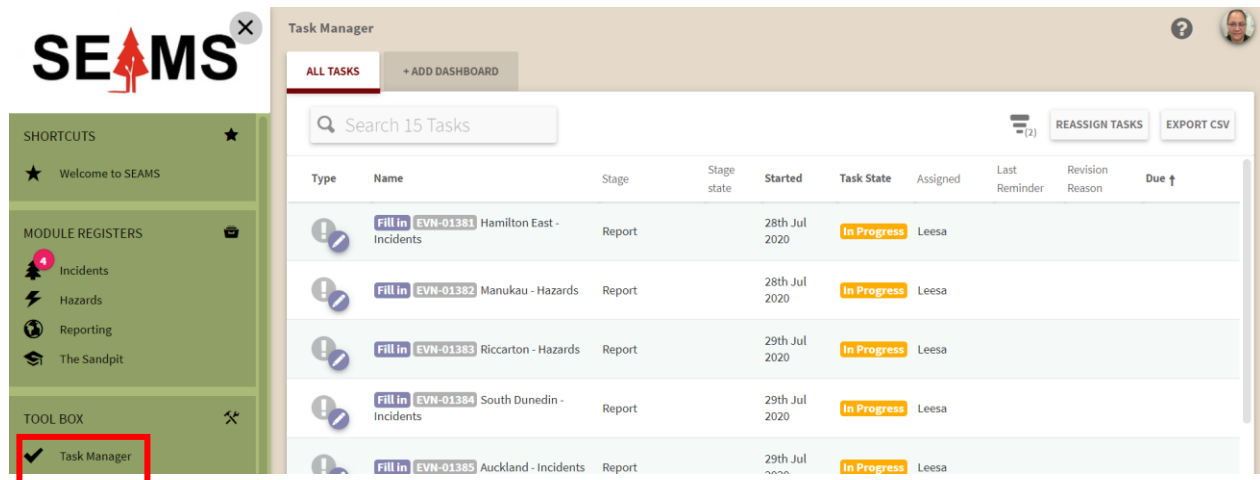 SEAMS
SHORTCUTS
Welcome to SEAMS
MODULE REGISTERS
4
Incidents
Hazards
Reporting
The Sandpit
TOOL BOX
Task Manager
Task Manager
ALL TASKS
+ ADD DASHBOARD
?
Search 15 Tasks
(2)
REASSIGN TASKS
EXPORT CSV
Type Name Stage Stage state Started Task State Assigned Last Reminder Revision Reason Due
Fill in EVN-01381 Hamilton East - Report 28th Jul In Progress Leesa
Incidents 2020
Fill in EVN-01382 Manukau - Hazards Report 28th Jul In Progress Leesa
2020
Fill in EVN-01383 Riccarton - Hazards Report 29th Jul In Progress Leesa
2020
Fill in EVN-01384 South Dunedin - Report 29th Jul In Progress Leesa
Incidents 2020
Fill in EVN-01385 Auckland - Incidents Report 29th Jul In Progress Leesa
2020